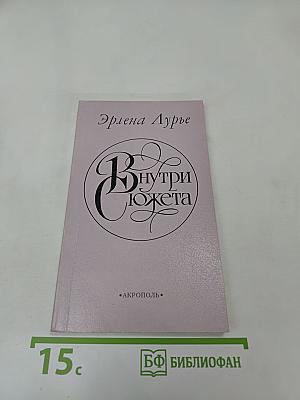 Эрлена Лурье
Внутри
Сюжета
•АКРОПОЛЬ•
15с
БФ БИБЛИОФАН